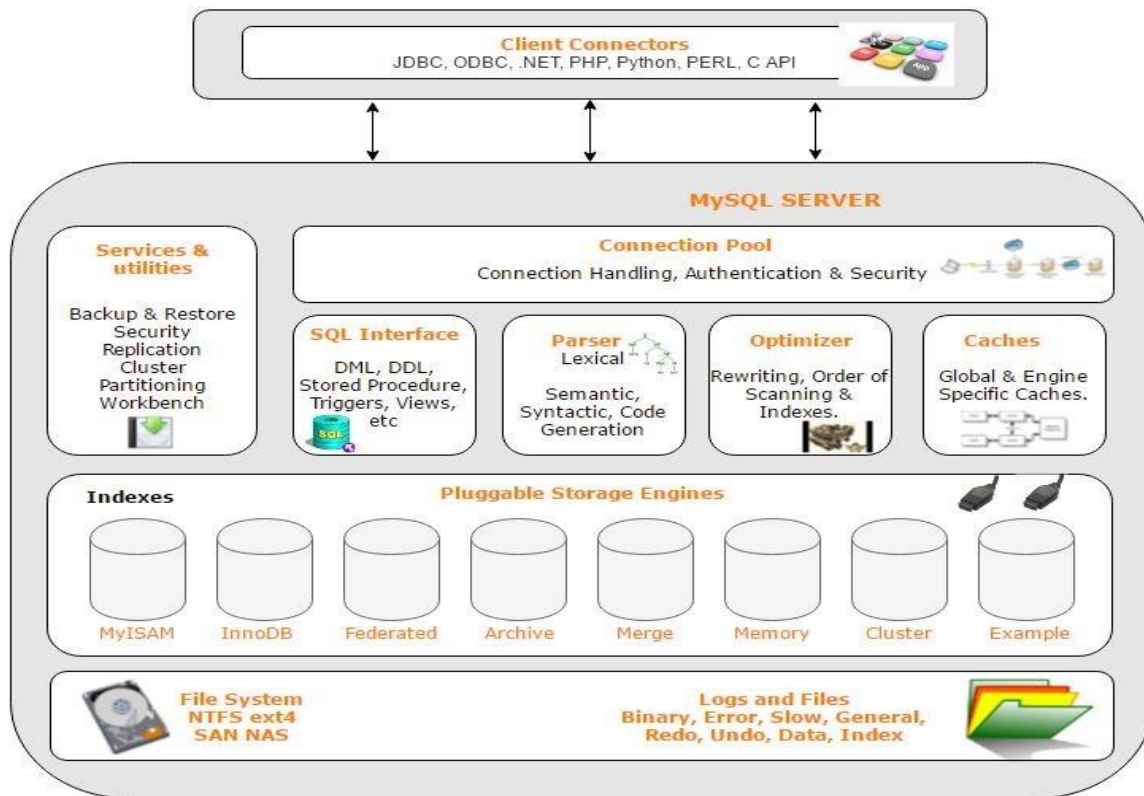 Client Connectors
JDBC, ODBC, .NET, PHP, Python, PERL, C API
APP
MySQL SERVER
Services &
utilities
Backup & Restore
Security
Replication
Cluster
Partitioning
Workbench
Connection Pool
Connection Handling, Authentication & Security
SQL Interface
DML, DDL,
Stored Procedure,
Triggers, Views,
etc
SQL
Parser
Lexical
Semantic,
Syntactic, Code
Generation
Optimizer
Rewriting, Order of
Scanning &
Indexes.
Caches
Global & Engine
Specific Caches.
Indexes
Pluggable Storage Engines
MyISAM
InnoDB
Federated
Archive
Merge
Memory
Cluster
Example
File System
NTFS ext4
SAN NAS
Logs and Files
Binary, Error, Slow, General,
Redo, Undo, Data, Index